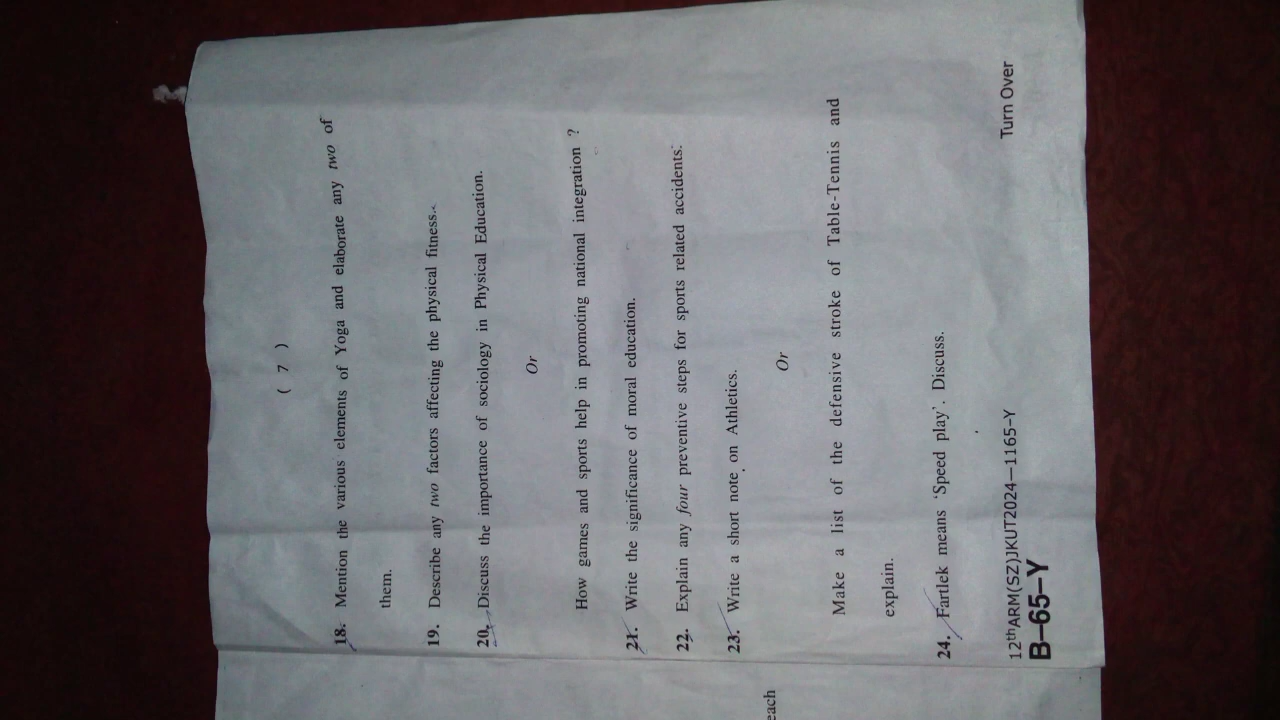 ( 7 )
18. Mention the various elements of Yoga and elaborate any two of
them.
19. Describe any two factors affecting the physical fitness.
20. Discuss the importance of sociology in Physical Education.
Or
How games and sports help in promoting national integration ?
21. Write the significance of moral education.
22. Explain any four preventive steps for sports related accidents.
23. Write a short note on Athletics.
Or
Make a list of the defensive stroke of Table-Tennis and
explain.
24. Fartlek means ‘Speed play’. Discuss.
12thARM(SZ)JKUT2024—1165-Y
B–65–Y
Turn Over
each